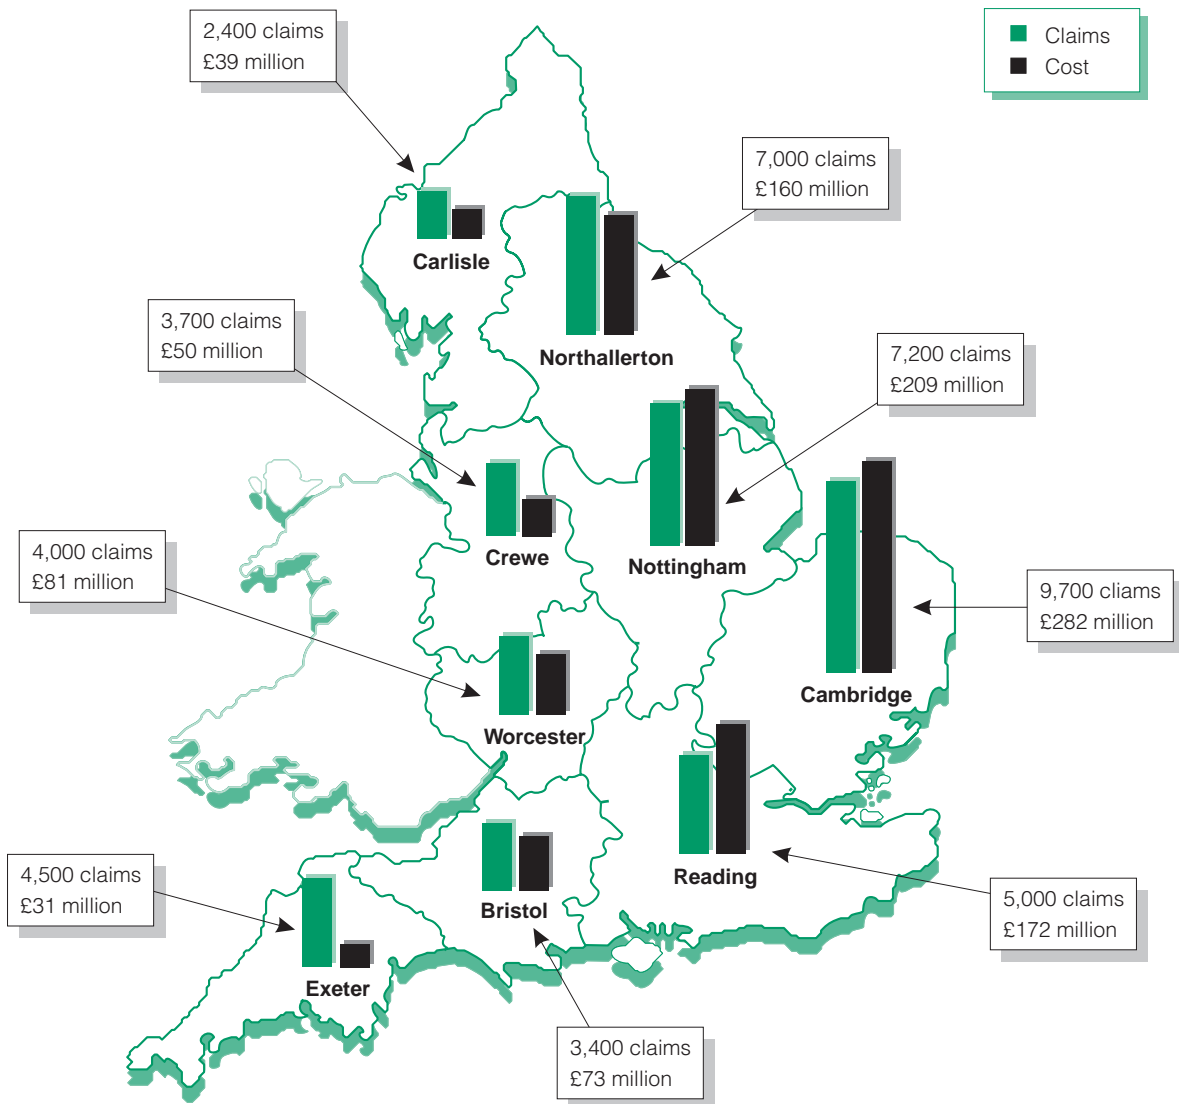 2,400 claims
£39 million
Claims
Cost
7,000 claims
£160 million
Carlisle
3,700 claims
£50 million
Northallerton
7,200 claims
£209 million
Crewe
Nottingham
4,000 claims
£81 million
9,700 cliams
£282 million
Cambridge
Worcester
Reading
4,500 claims
£31 million
5,000 claims
£172 million
Bristol
Exeter
3,400 claims
£73 million